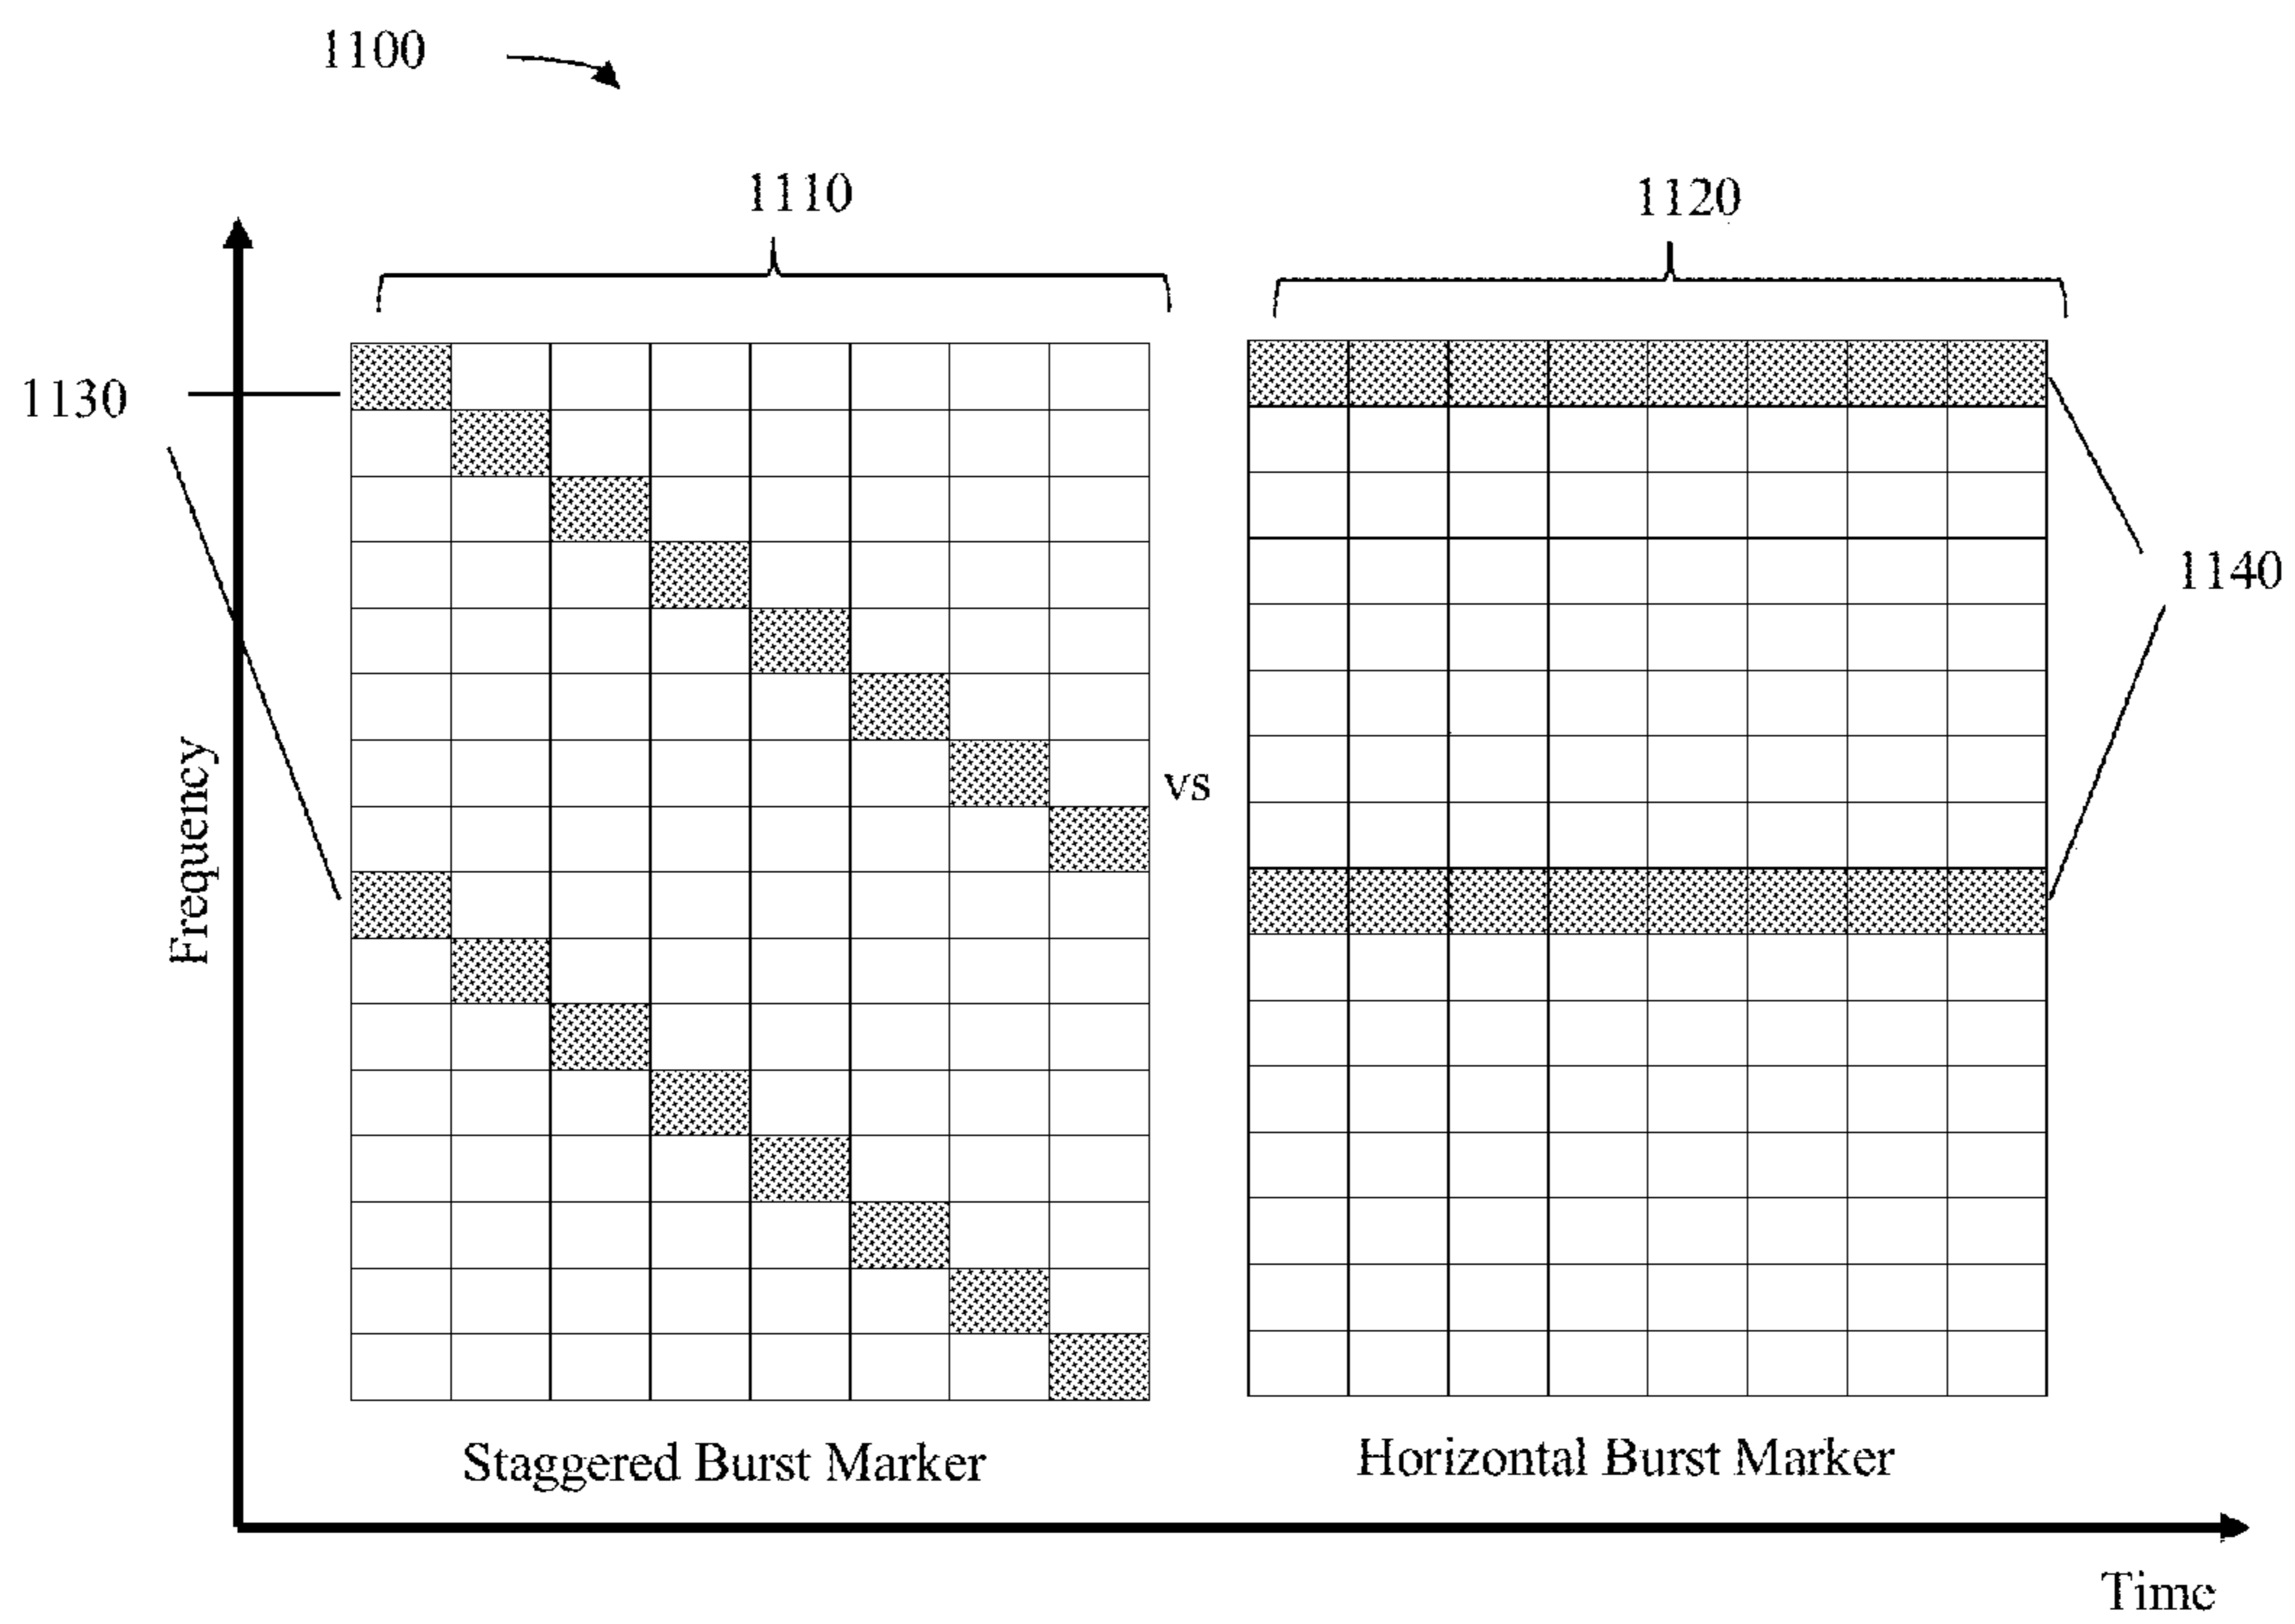 1100
1110
1120
1130
1140
Frequency
vs
Staggered Burst Marker
Horizontal Burst Marker
Time